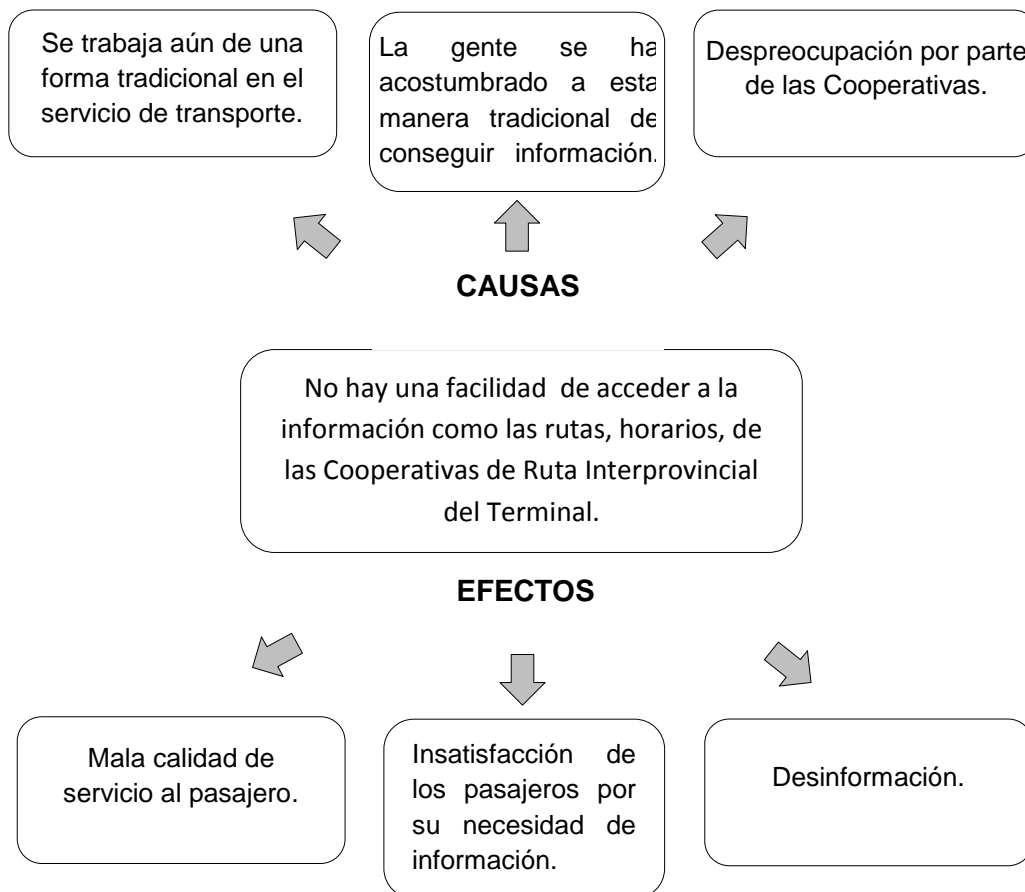 Se trabaja aún de una
forma tradicional en el
servicio de transporte.
La gente se ha
acostumbrado a esta
manera tradicional de
conseguir información.
Despreocupación por parte
de las Cooperativas.
CAUSAS
No hay una facilidad de acceder a la
información como las rutas, horarios, de
las Cooperativas de Ruta Interprovincial
del Terminal.
EFECTOS
Mala calidad de
servicio al pasajero.
Insatisfacción de
los pasajeros por
su necesidad de
información.
Desinformación.